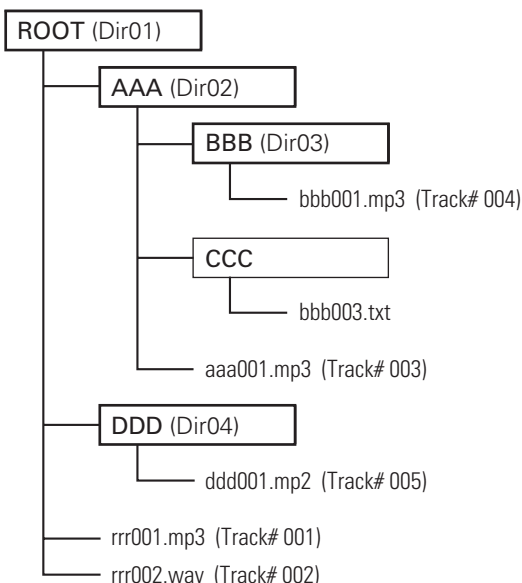 ROOT (Dir01)
AAA (Dir02)
BBB (Dir03)
bbb001.mp3 (Track# 004)
CCC
bbb003.txt
aaa001.mp3 (Track# 003)
DDD (Dir04)
ddd001.mp2 (Track# 005)
rrr001.mp3 (Track# 001)
rrr002.wav (Track# 002)